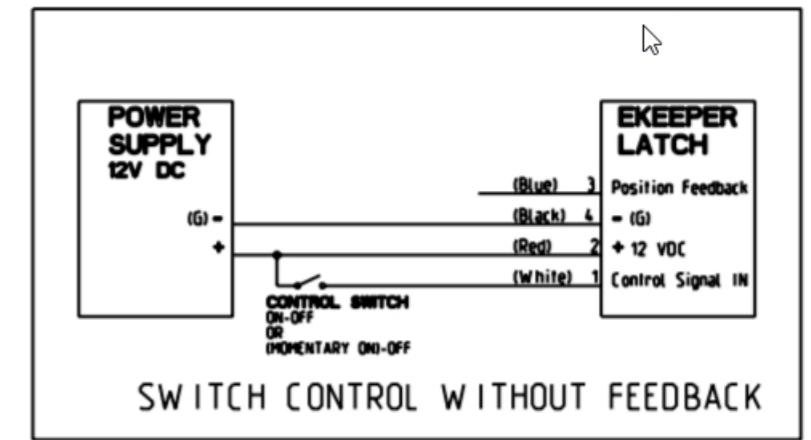 POWER
SUPPLY
12V DC
(G) -
+
EKEEPER
LATCH
(Blue) 3 Position Feedback
(Black) 4 - (G)
(Red) 2 + 12 VDC
(White) 1 Control Signal IN
CONTROL SWITCH
ON-OFF
OR
(MOMENTARY ON)-OFF
SWITCH CONTROL WITHOUT FEEDBACK